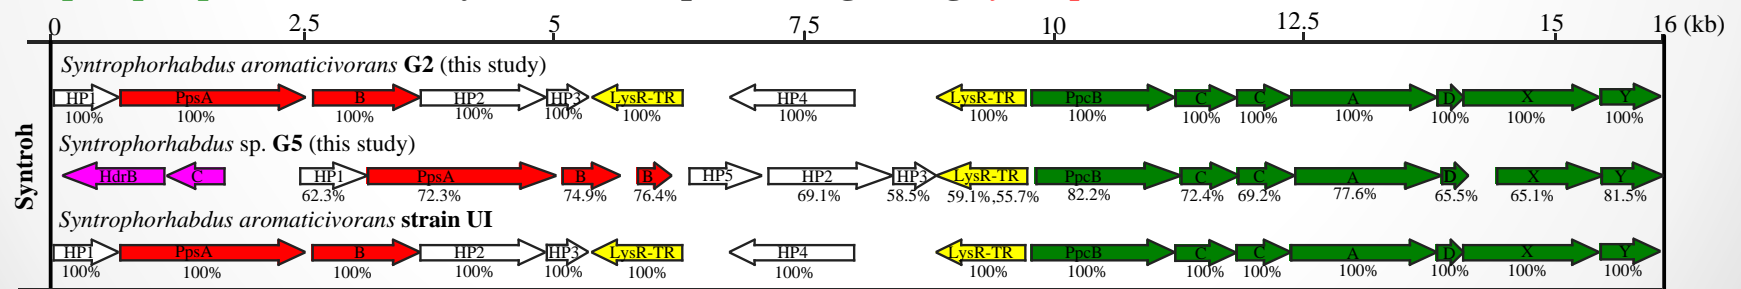 0 2.5 5 7.5 10 12.5 15 16 (kb)
Syntrophorhabdus aromaticivorans G2 (this study)
HP1 PpsA B HP2 HP3 LysR-TR HP4 LysR-TR PpcB C C A D X Y
100% 100% 100% 100% 100% 100% 100% 100% 100% 100% 100% 100% 100% 100% 100%
Syntrophorhabdus sp. G5 (this study)
HdrB C HP1 PpsA B B HP5 HP2 HP3 LysR-TR PpcB C C A D X Y
62.3% 72.3% 74.9% 76.4% 69.1% 58.5% 59.1%,55.7% 82.2% 72.4% 69.2% 77.6% 65.5% 65.1% 81.5%
Syntrophorhabdus aromaticivorans strain UI
HP1 PpsA B HP2 HP3 LysR-TR HP4 LysR-TR PpcB C C A D X Y
100% 100% 100% 100% 100% 100% 100% 100% 100% 100% 100% 100% 100% 100% 100%
Syntroh